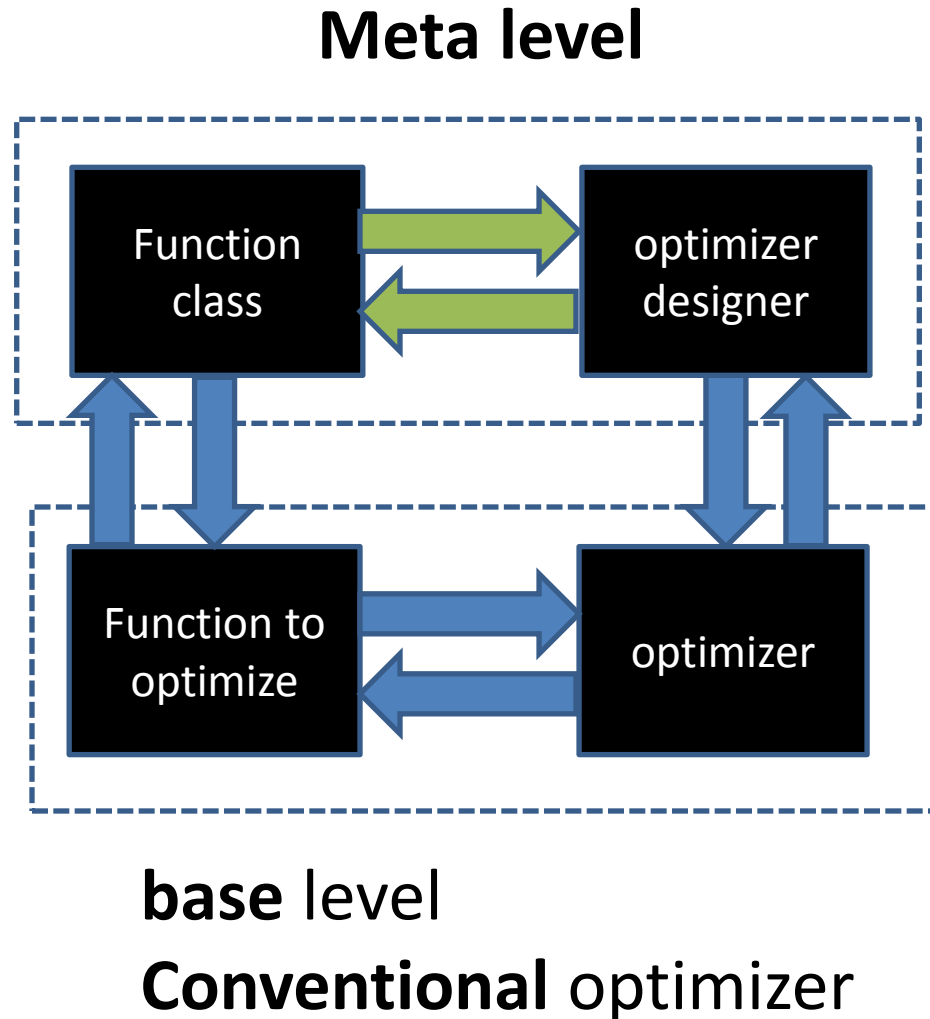 Meta level
Function
class
optimizer
designer
Function to
optimize
optimizer
base level
Conventional optimizer